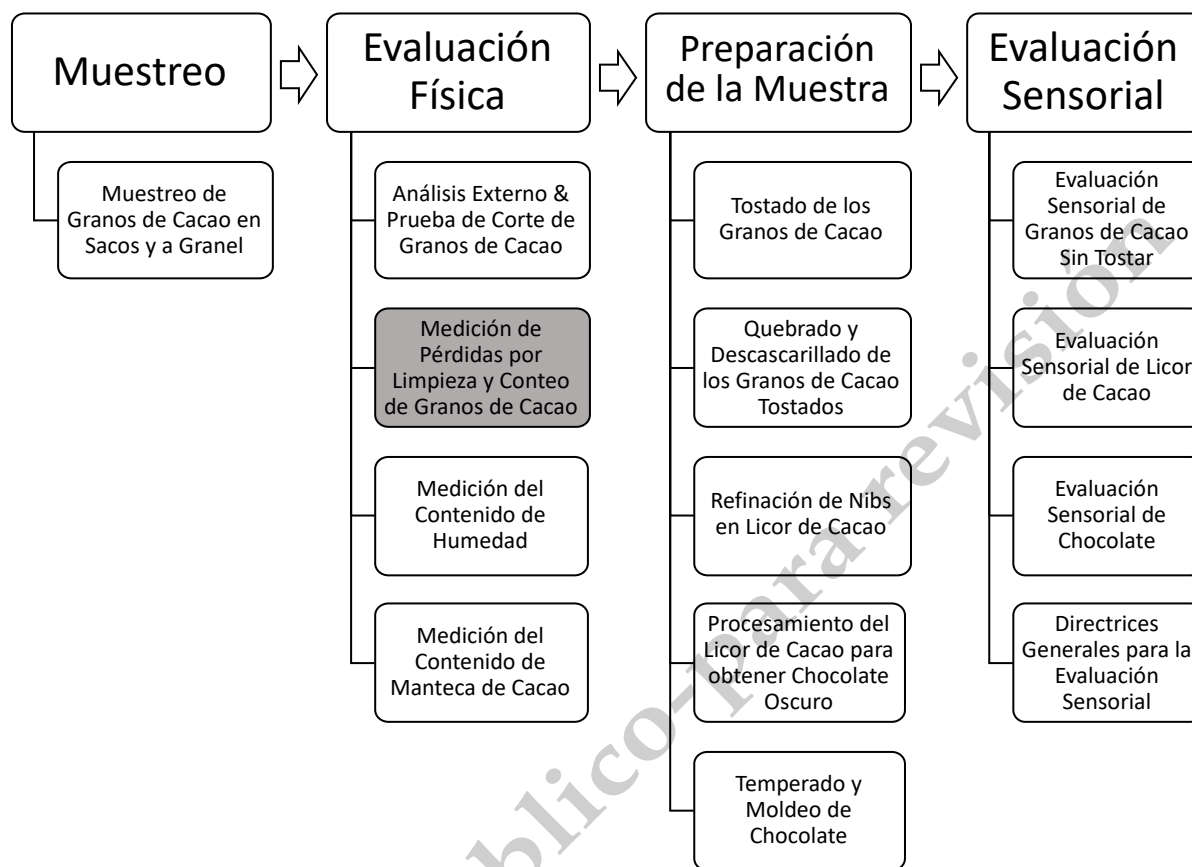 Muestreo
Muestreo de
Granos de Cacao en
Sacos y a Granel
Evaluación
Física
Análisis Externo &
Prueba de Corte de
Granos de Cacao
Medición de
Pérdidas por
Limpieza y Conteo
de Granos de Cacao
Medición del
Contenido de
Humedad
Medición del
Contenido de
Manteca de Cacao
Preparación
de la Muestra
Tostado de los
Granos de Cacao
Quebrado y
Descascarillado de
los Granos de Cacao
Tostados
Refinación de Nibs
en Licor de Cacao
Procesamiento del
Licor de Cacao para
obtener Chocolate
Oscuro
Temperado y
Moldeo de
Chocolate
Evaluación
Sensorial
Evaluación
Sensorial de
Granos de Cacao
Sin Tostar
Evaluación
Sensorial de Licor
de Cacao
Evaluación
Sensorial de
Chocolate
Directrices
Generales para la
Evaluación
Sensorial
blico-para revisión